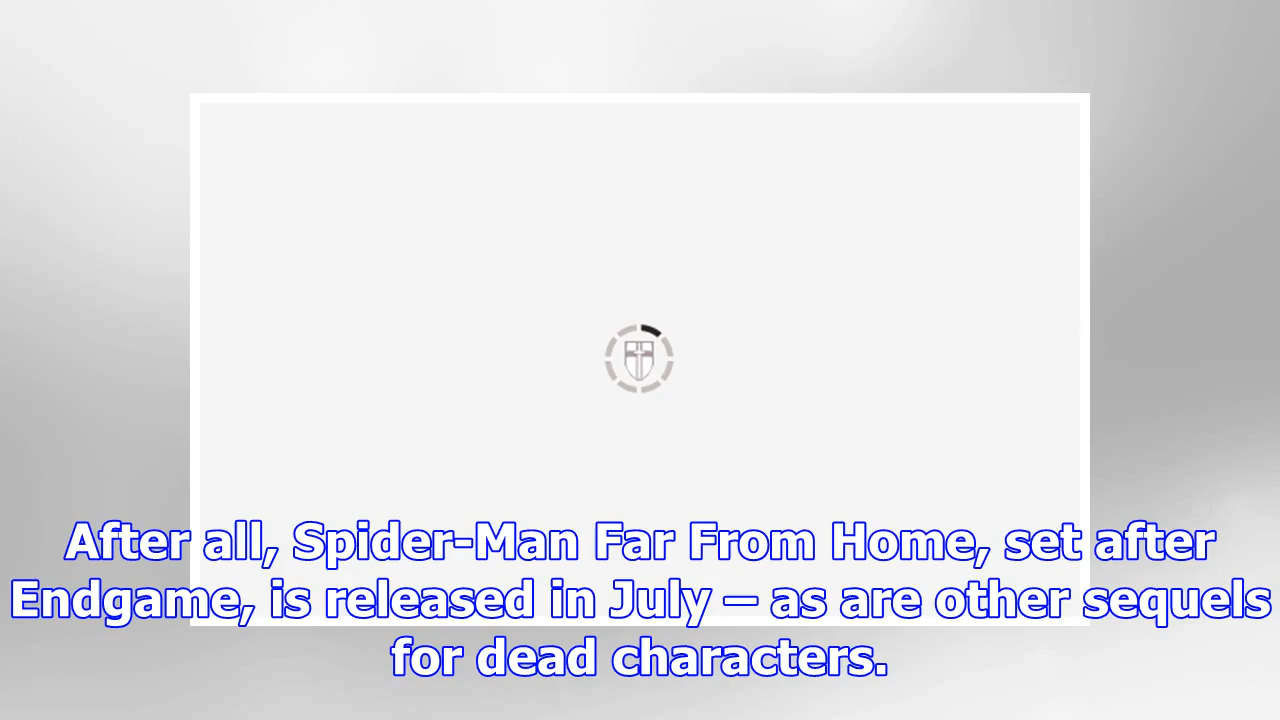 After all, Spider-Man Far From Home, set after
Endgame, is released in July – as are other sequels
for dead characters.